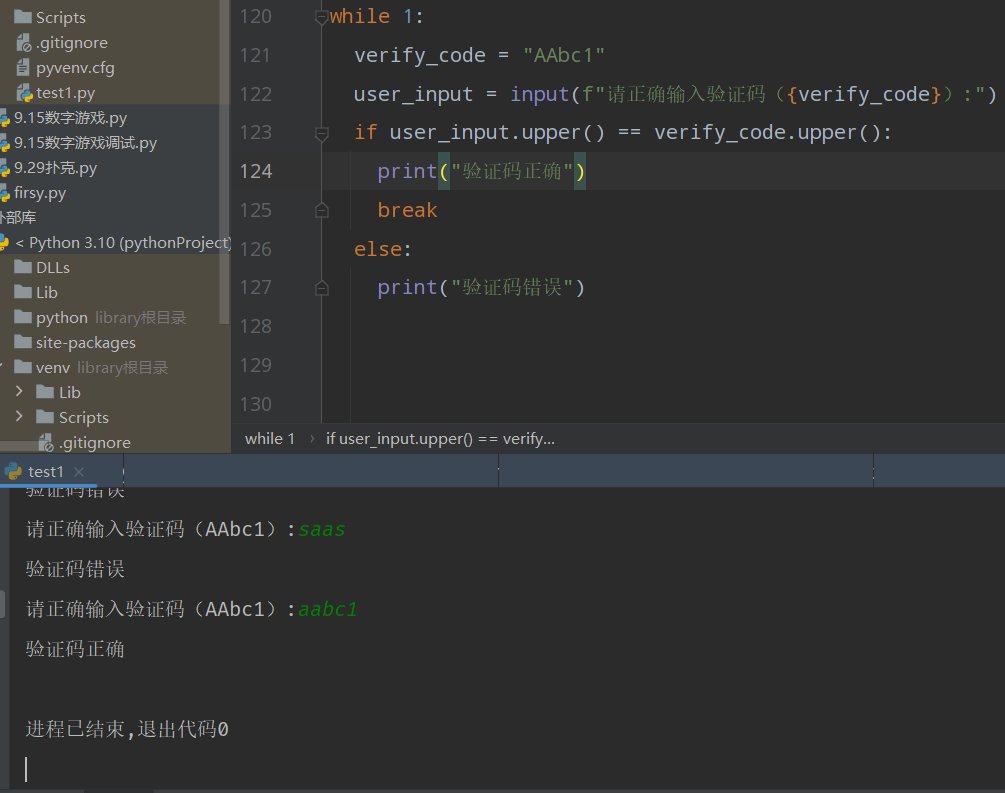 Scripts
.gitignore
pyvenv.cfg
test1.py
9.15数字游戏.py
9.15数字游戏调试.py
9.29扑克.py
firsy.py
外部库
< Python 3.10 (pythonProject)
DLLs
Lib
python library根目录
site-packages
venv library根目录
Lib
Scripts
.gitignore
120 while 1:
121 verify_code = "AAbc1"
122 user_input = input(f"请正确输入验证码（{verify_code}）:")
123 if user_input.upper() == verify_code.upper():
124 print("验证码正确")
125 break
126 else:
127 print("验证码错误")
128
129
130
while 1 › if user_input.upper() == verify...
test1 ×
验证码错误
请正确输入验证码（AAbc1）:saas
验证码错误
请正确输入验证码（AAbc1）:aabc1
验证码正确
进程已结束,退出代码0